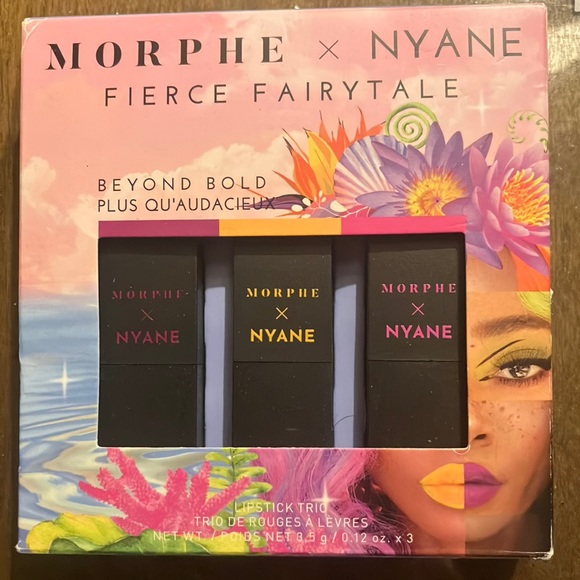 MORPHE × NYANE
FIERCE FAIRYTALE
BEYOND BOLD
PLUS QU'AUDACIEUX
MORPHE
×
NYANE
MORPHE
×
NYANE
MORPHE
×
NYANE
LIPSTICK TRIO
TRIO DE ROUGES À LÈVRES
NET WT. / POIDS NET 3.5 g / 0.12 oz. x 3